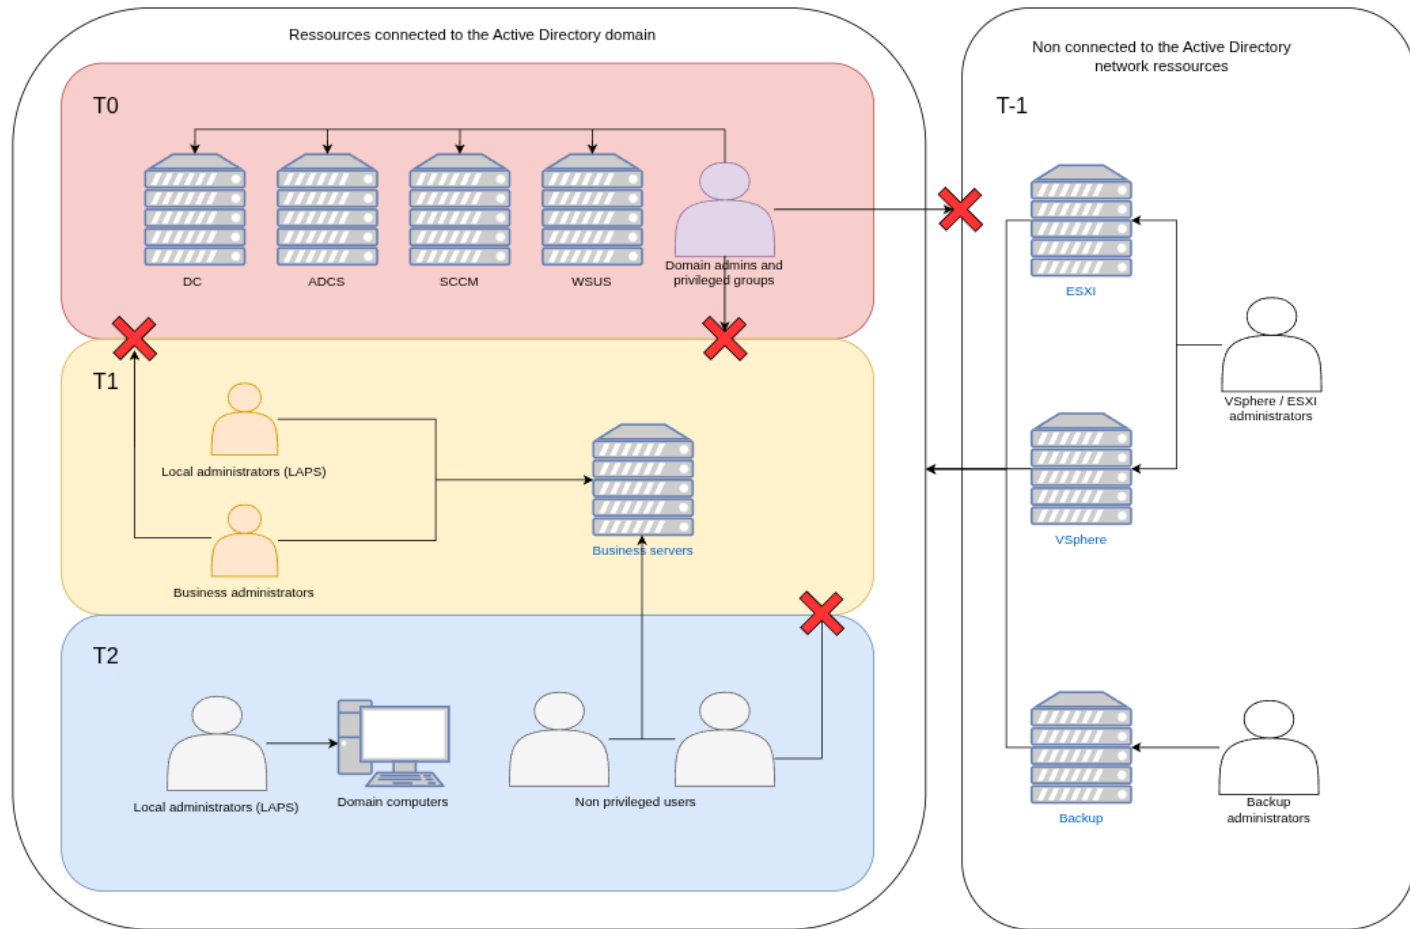 Ressources connected to the Active Directory domain
T0
DC
ADCS
SCCM
WSUS
Domain admins and
privileged groups
T1
Local administrators (LAPS)
Business administrators
Business servers
T2
Local administrators (LAPS)
Domain computers
Non privileged users
Non connected to the Active Directory
network ressources
T-1
ESXI
VSphere / ESXI
administrators
VSphere
Backup
Backup
administrators